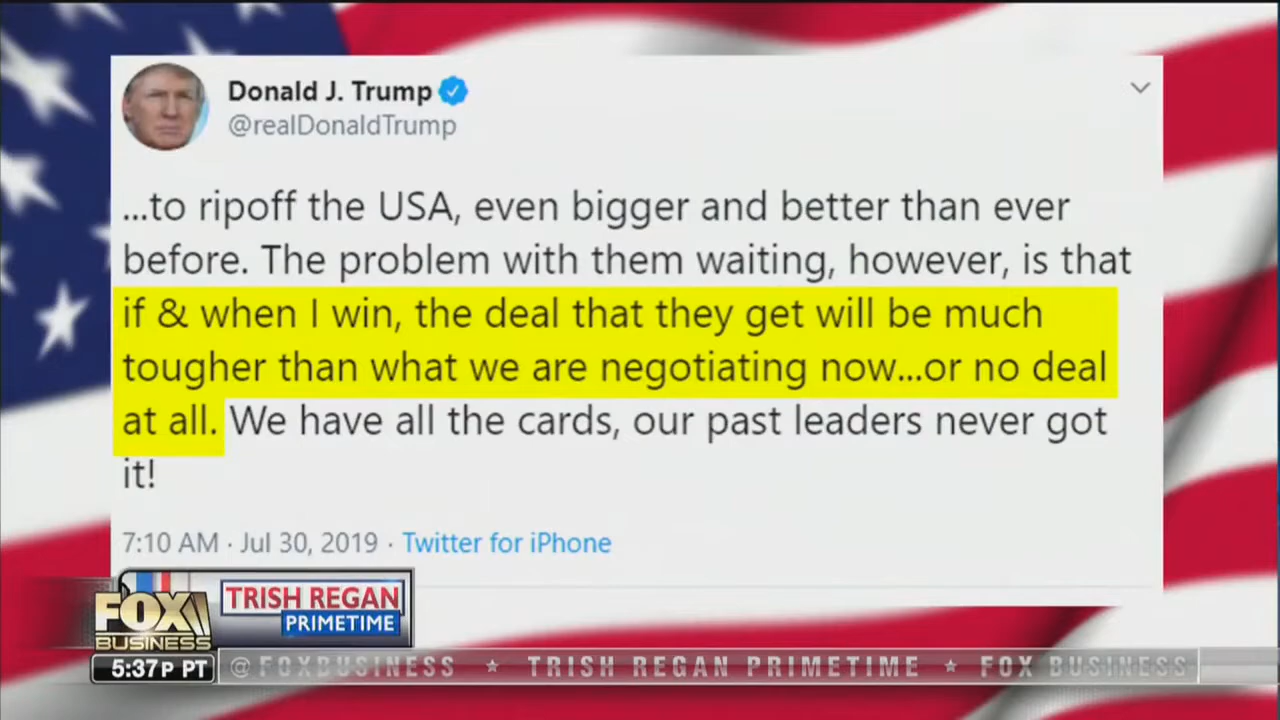 Donald J. Trump
@realDonaldTrump
...to ripoff the USA, even bigger and better than ever
before. The problem with them waiting, however, is that
if & when I win, the deal that they get will be much
tougher than what we are negotiating now...or no deal
at all. We have all the cards, our past leaders never got
it!
7:10 AM · Jul 30, 2019 · Twitter for iPhone
FOX
BUSINESS
TRISH REGAN
PRIMETIME
5:37P PT
@FOXBUSINESS ★ TRISH REGAN PRIMETIME ★ FOX BUSINESS